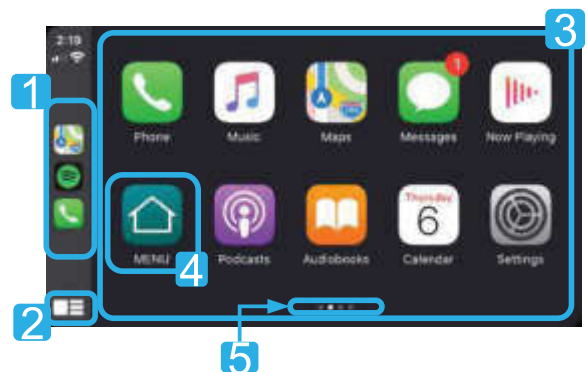 3
2:19
1
1
Phone Music Maps Messages Now Playing
Thursday
6
MENU Podcasts Audiobooks Calendar Settings
4
2
5